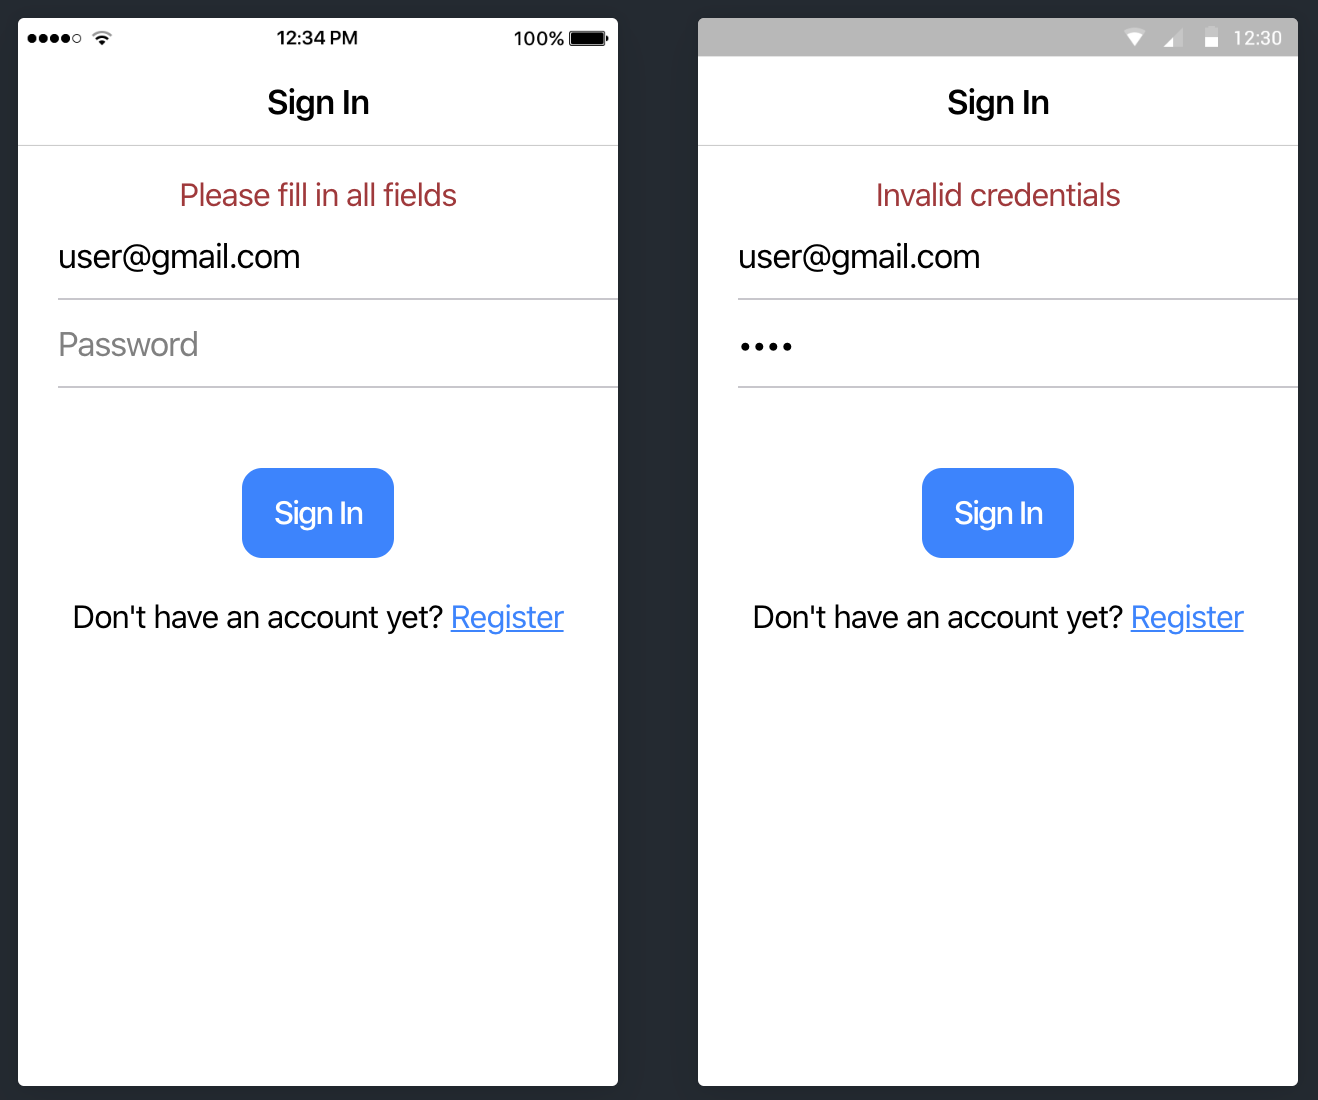 12:34 PM
100%
Sign In
Please fill in all fields
user@gmail.com
Password
Sign In
Don't have an account yet? Register
12:30
Sign In
Invalid credentials
user@gmail.com
••••
Sign In
Don't have an account yet? Register